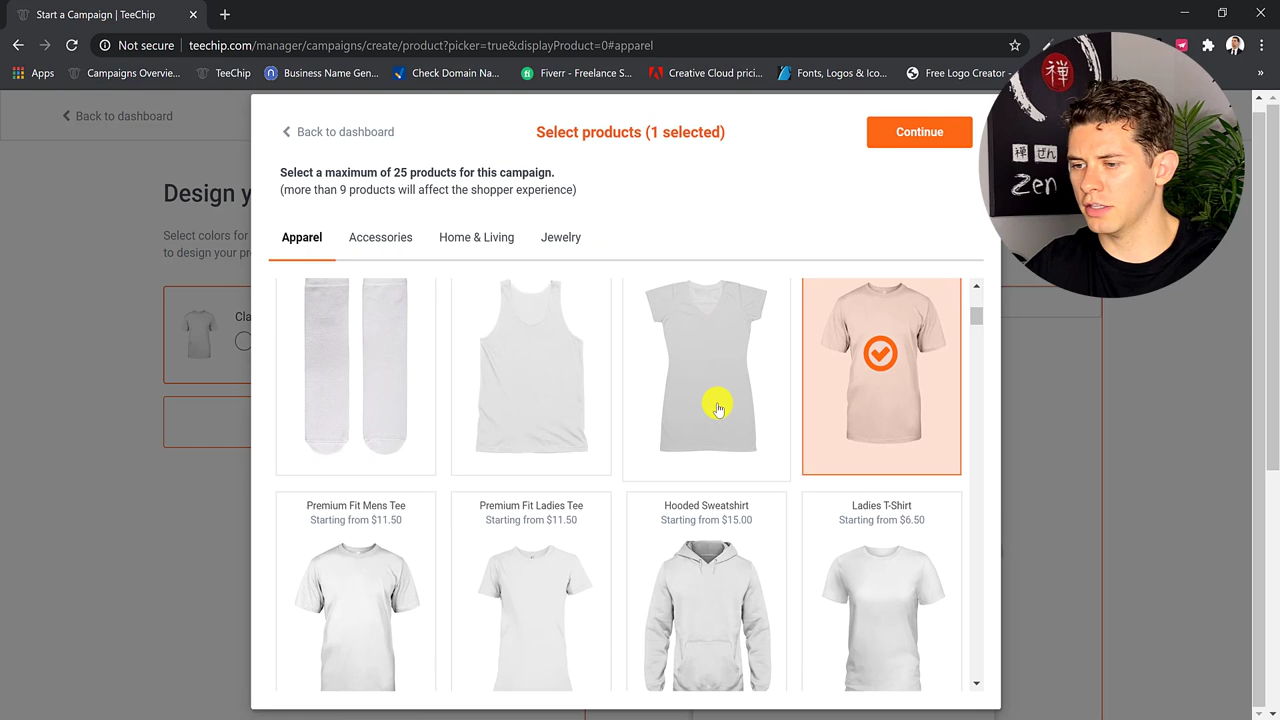 Start a Campaign | TeeChip
Not secure
teechip.com/manager/campaigns/create/product?picker=true&displayProduct=0#apparel
Apps
Campaigns Overvie...
TeeChip
Business Name Gen...
Check Domain Na...
Fiverr - Freelance S...
Creative Cloud prici...
Fonts, Logos & Ico...
Free Logo Creator
»
Back to dashboard
Design y
Select colors for
to design your pr
Cla
Back to dashboard
Select products (1 selected)
Continue
Select a maximum of 25 products for this campaign.
(more than 9 products will affect the shopper experience)
Apparel
Accessories
Home & Living
Jewelry
Premium Fit Mens Tee
Starting from $11.50
Premium Fit Ladies Tee
Starting from $11.50
Hooded Sweatshirt
Starting from $15.00
Ladies T-Shirt
Starting from $6.50
禅
禅 ぜん
Zen